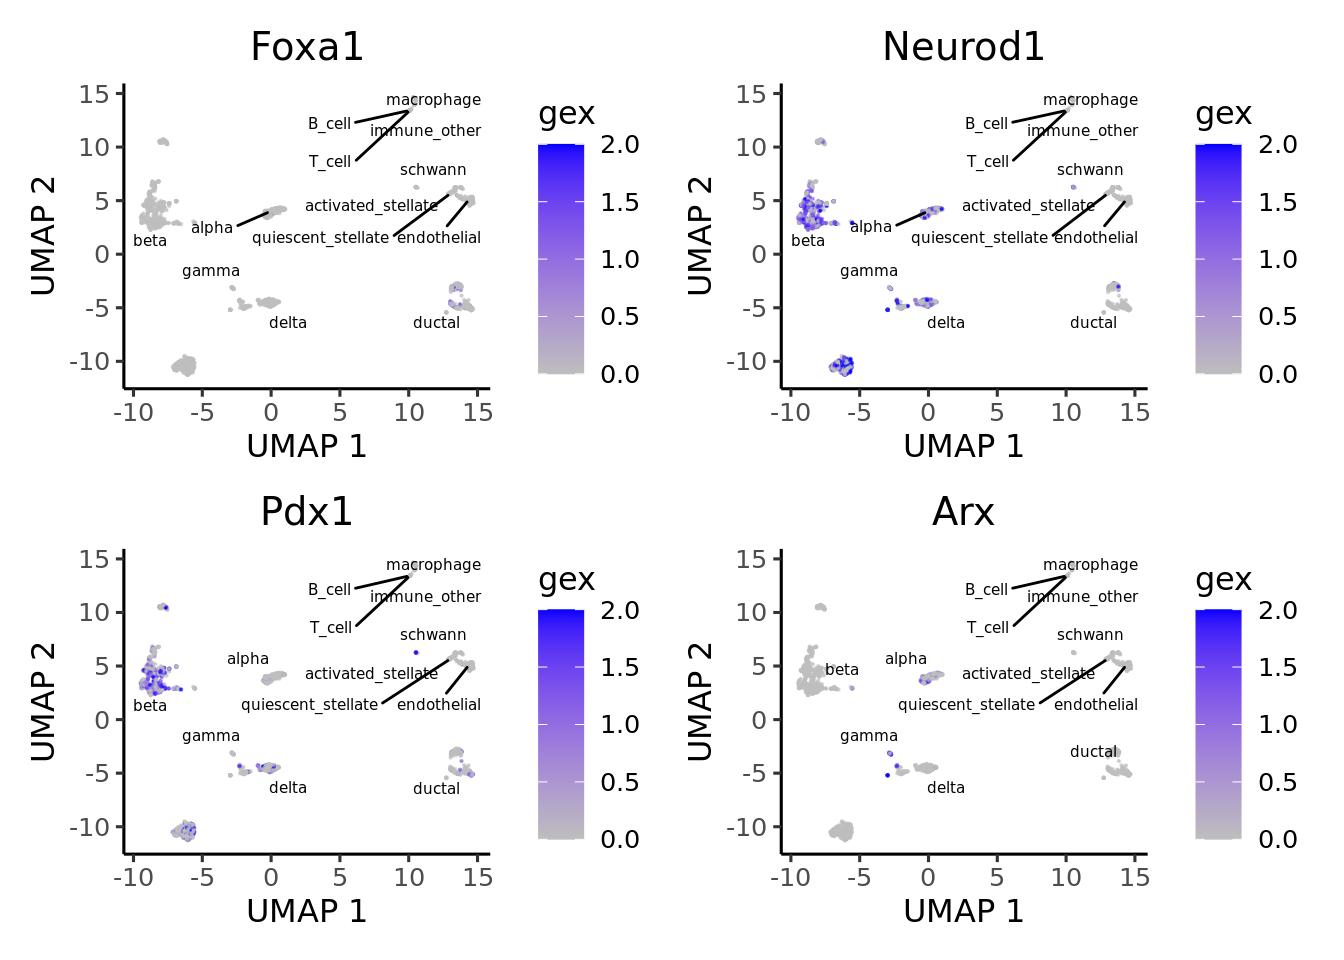 Foxa1
15
10
5
0
-5
-10
UMAP 2
macrophage
B_cell
immune_other
T_cell
schwann
activated_stellate
alpha
quiescent_stellate
endothelial
beta
gamma
delta
ductal
-10 -5 0 5 10 15
UMAP 1
gex
2.0
1.5
1.0
0.5
0.0
Neurod1
15
10
5
0
-5
-10
UMAP 2
macrophage
B_cell
immune_other
T_cell
schwann
activated_stellate
alpha
quiescent_stellate
endothelial
beta
gamma
delta
ductal
-10 -5 0 5 10 15
UMAP 1
gex
2.0
1.5
1.0
0.5
0.0
Pdx1
15
10
5
0
-5
-10
UMAP 2
macrophage
B_cell
immune_other
T_cell
schwann
alpha
activated_stellate
quiescent_stellate
endothelial
beta
gamma
delta
ductal
-10 -5 0 5 10 15
UMAP 1
gex
2.0
1.5
1.0
0.5
0.0
Arx
15
10
5
0
-5
-10
UMAP 2
macrophage
B_cell
immune_other
T_cell
schwann
alpha
beta
activated_stellate
quiescent_stellate
endothelial
gamma
ductal
delta
-10 -5 0 5 10 15
UMAP 1
gex
2.0
1.5
1.0
0.5
0.0